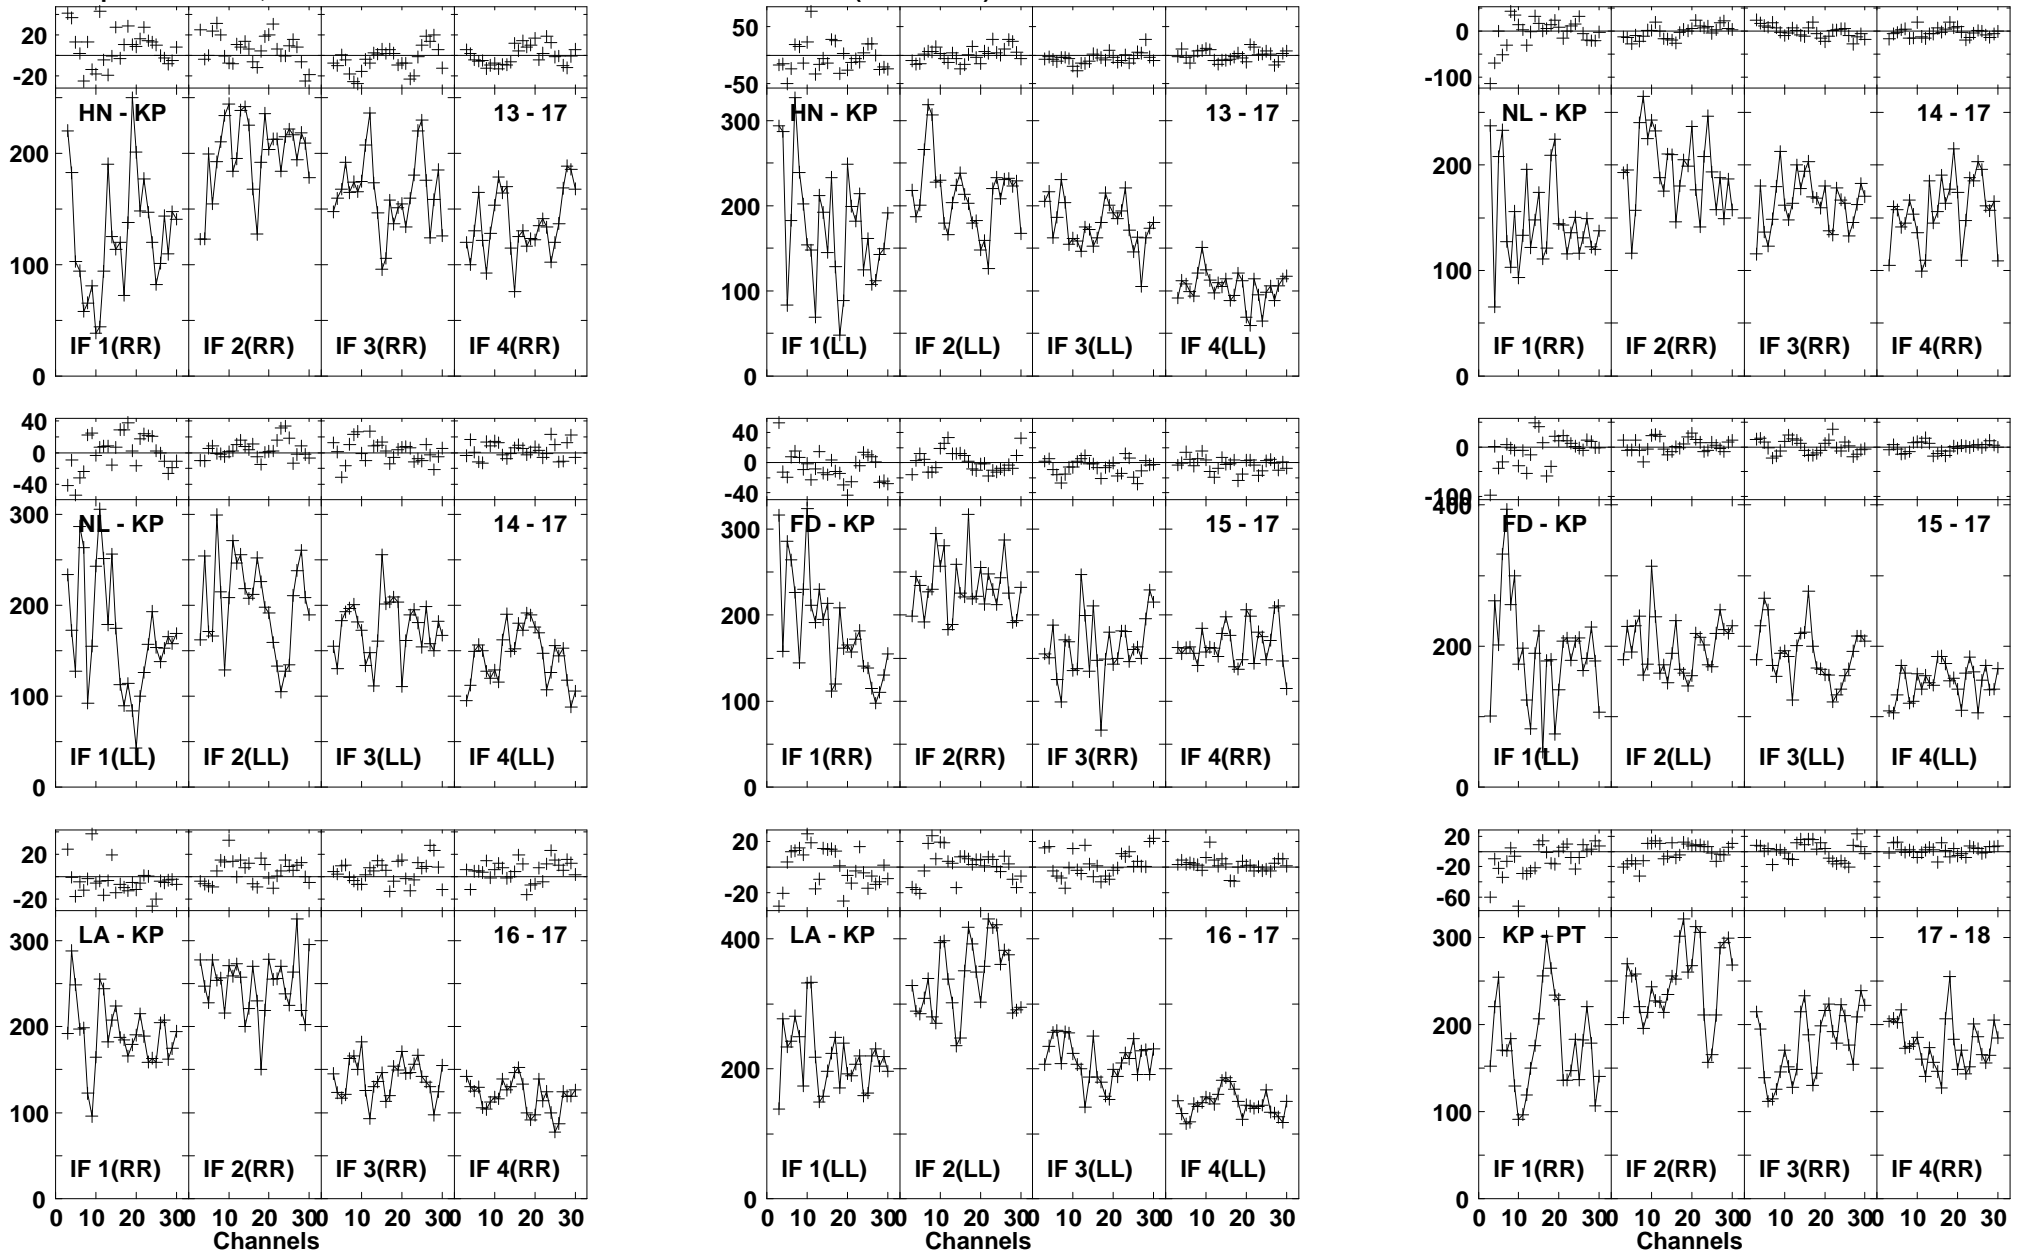 20 50 0
0
-20 -50 -100
HN - KP 13 - 17 HN - KP 13 - 17 NL - KP 14 - 17
200 300 200
100 200 100
100
IF 1(RR) IF 2(RR) IF 3(RR) IF 4(RR) IF 1(LL) IF 2(LL) IF 3(LL) IF 4(LL) IF 1(RR) IF 2(RR) IF 3(RR) IF 4(RR)
0 0 0
40 40 0
0 0
-40 -40 -100
400
NL - KP 14 - 17 FD - KP 15 - 17 FD - KP 15 - 17
300 300 200
200 200
100 100
IF 1(LL) IF 2(LL) IF 3(LL) IF 4(LL) IF 1(RR) IF 2(RR) IF 3(RR) IF 4(RR) IF 1(LL) IF 2(LL) IF 3(LL) IF 4(LL)
0 0 0
20 20 20
-20 0 -20
-20 -60
LA - KP 16 - 17 LA - KP 16 - 17 KP - PT 17 - 18
300 400 300
200 200 200
100 100
IF 1(RR) IF 2(RR) IF 3(RR) IF 4(RR) IF 1(LL) IF 2(LL) IF 3(LL) IF 4(LL) IF 1(RR) IF 2(RR) IF 3(RR) IF 4(RR)
0 0 0
0 10 20 30 0 10 20 30 0 10 20 30 0 10 20 30 0 10 20 30 0 10 20 30 0 10 20 30 0 10 20 30 0 10 20 30 0 10 20 30 0 10 20 30 0 10 20 30
Channels Channels Channels